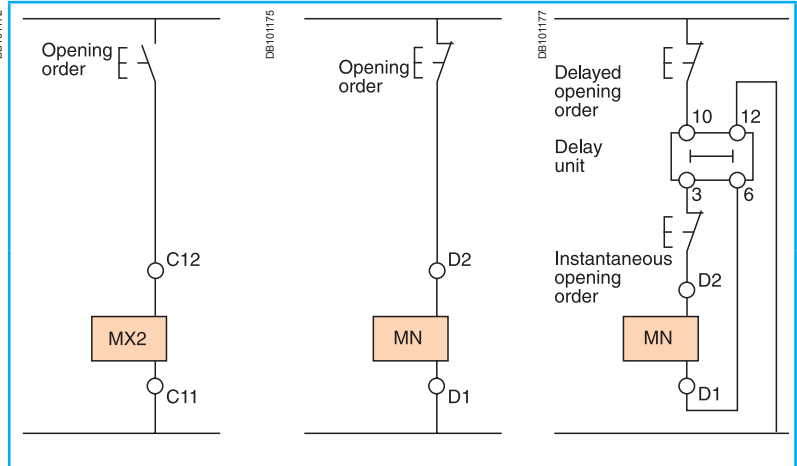 Opening
order
C12
MX2
C11
DB101175
Opening
order
D2
MN
D1
DB101177
Delayed
opening
order
10
12
Delay
unit
3
6
Instantaneous
opening
order
D2
MN
D1